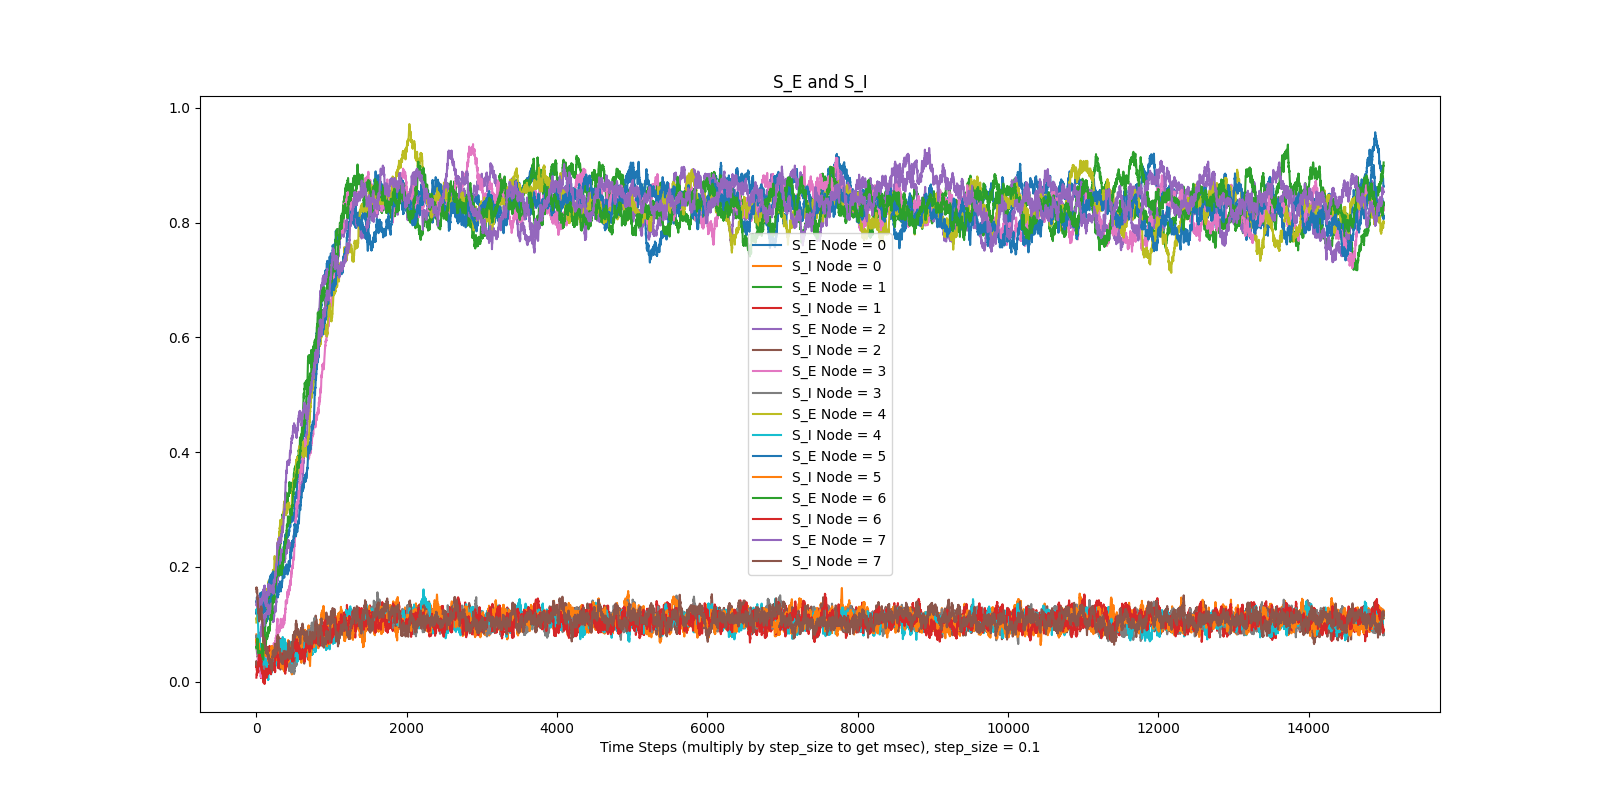 S_E and S_I
1.0
0.8
0.6
0.4
0.2
0.0
S_E Node = 0
S_I Node = 0
S_E Node = 1
S_I Node = 1
S_E Node = 2
S_I Node = 2
S_E Node = 3
S_I Node = 3
S_E Node = 4
S_I Node = 4
S_E Node = 5
S_I Node = 5
S_E Node = 6
S_I Node = 6
S_E Node = 7
S_I Node = 7
0 2000 4000 6000 8000 10000 12000 14000
Time Steps (multiply by step_size to get msec), step_size = 0.1